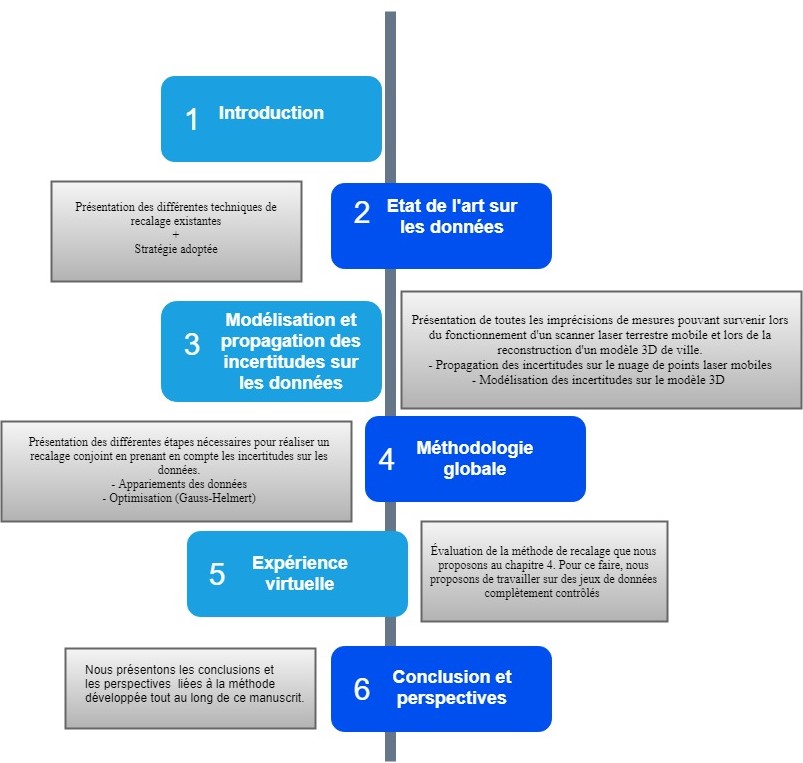 1
Introduction
2
Etat de l'art sur
les données
Présentation des différentes techniques de
recalage existantes
+
Stratégie adoptée
3
Modélisation et
propagation des
incertitudes sur
les données
Présentation de toutes les imprécisions de mesures pouvant survenir lors
du fonctionnement d'un scanner laser terrestre mobile et lors de la
reconstruction d'un modèle 3D de ville.
- Propagation des incertitudes sur le nuage de points laser mobiles
- Modélisation des incertitudes sur le modèle 3D
4
Méthodologie
globale
Présentation des différentes étapes nécessaires pour réaliser un
recalage conjoint en prenant en compte les incertitudes sur les
données.
- Appariements des données
- Optimisation (Gauss-Helmert)
5
Expérience
virtuelle
Évaluation de la méthode de recalage que nous
proposons au chapitre 4. Pour ce faire, nous
proposons de travailler sur des jeux de données
complètement contrôlés
6
Conclusion et
perspectives
Nous présentons les conclusions et
les perspectives liées à la méthode
développée tout au long de ce manuscrit.